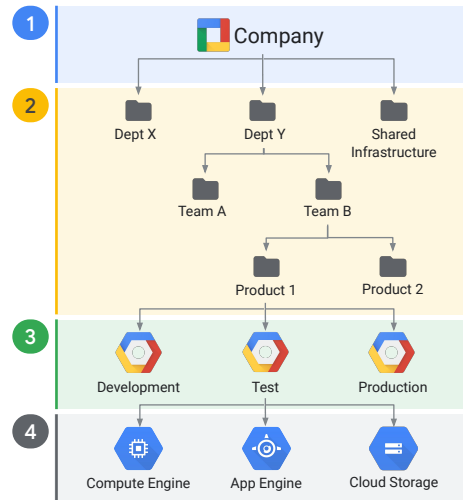 1
Company
2
Dept X
Dept Y
Shared
Infrastructure
Team A
Team B
Product 1
Product 2
3
Development
Test
Production
4
Compute Engine
App Engine
Cloud Storage